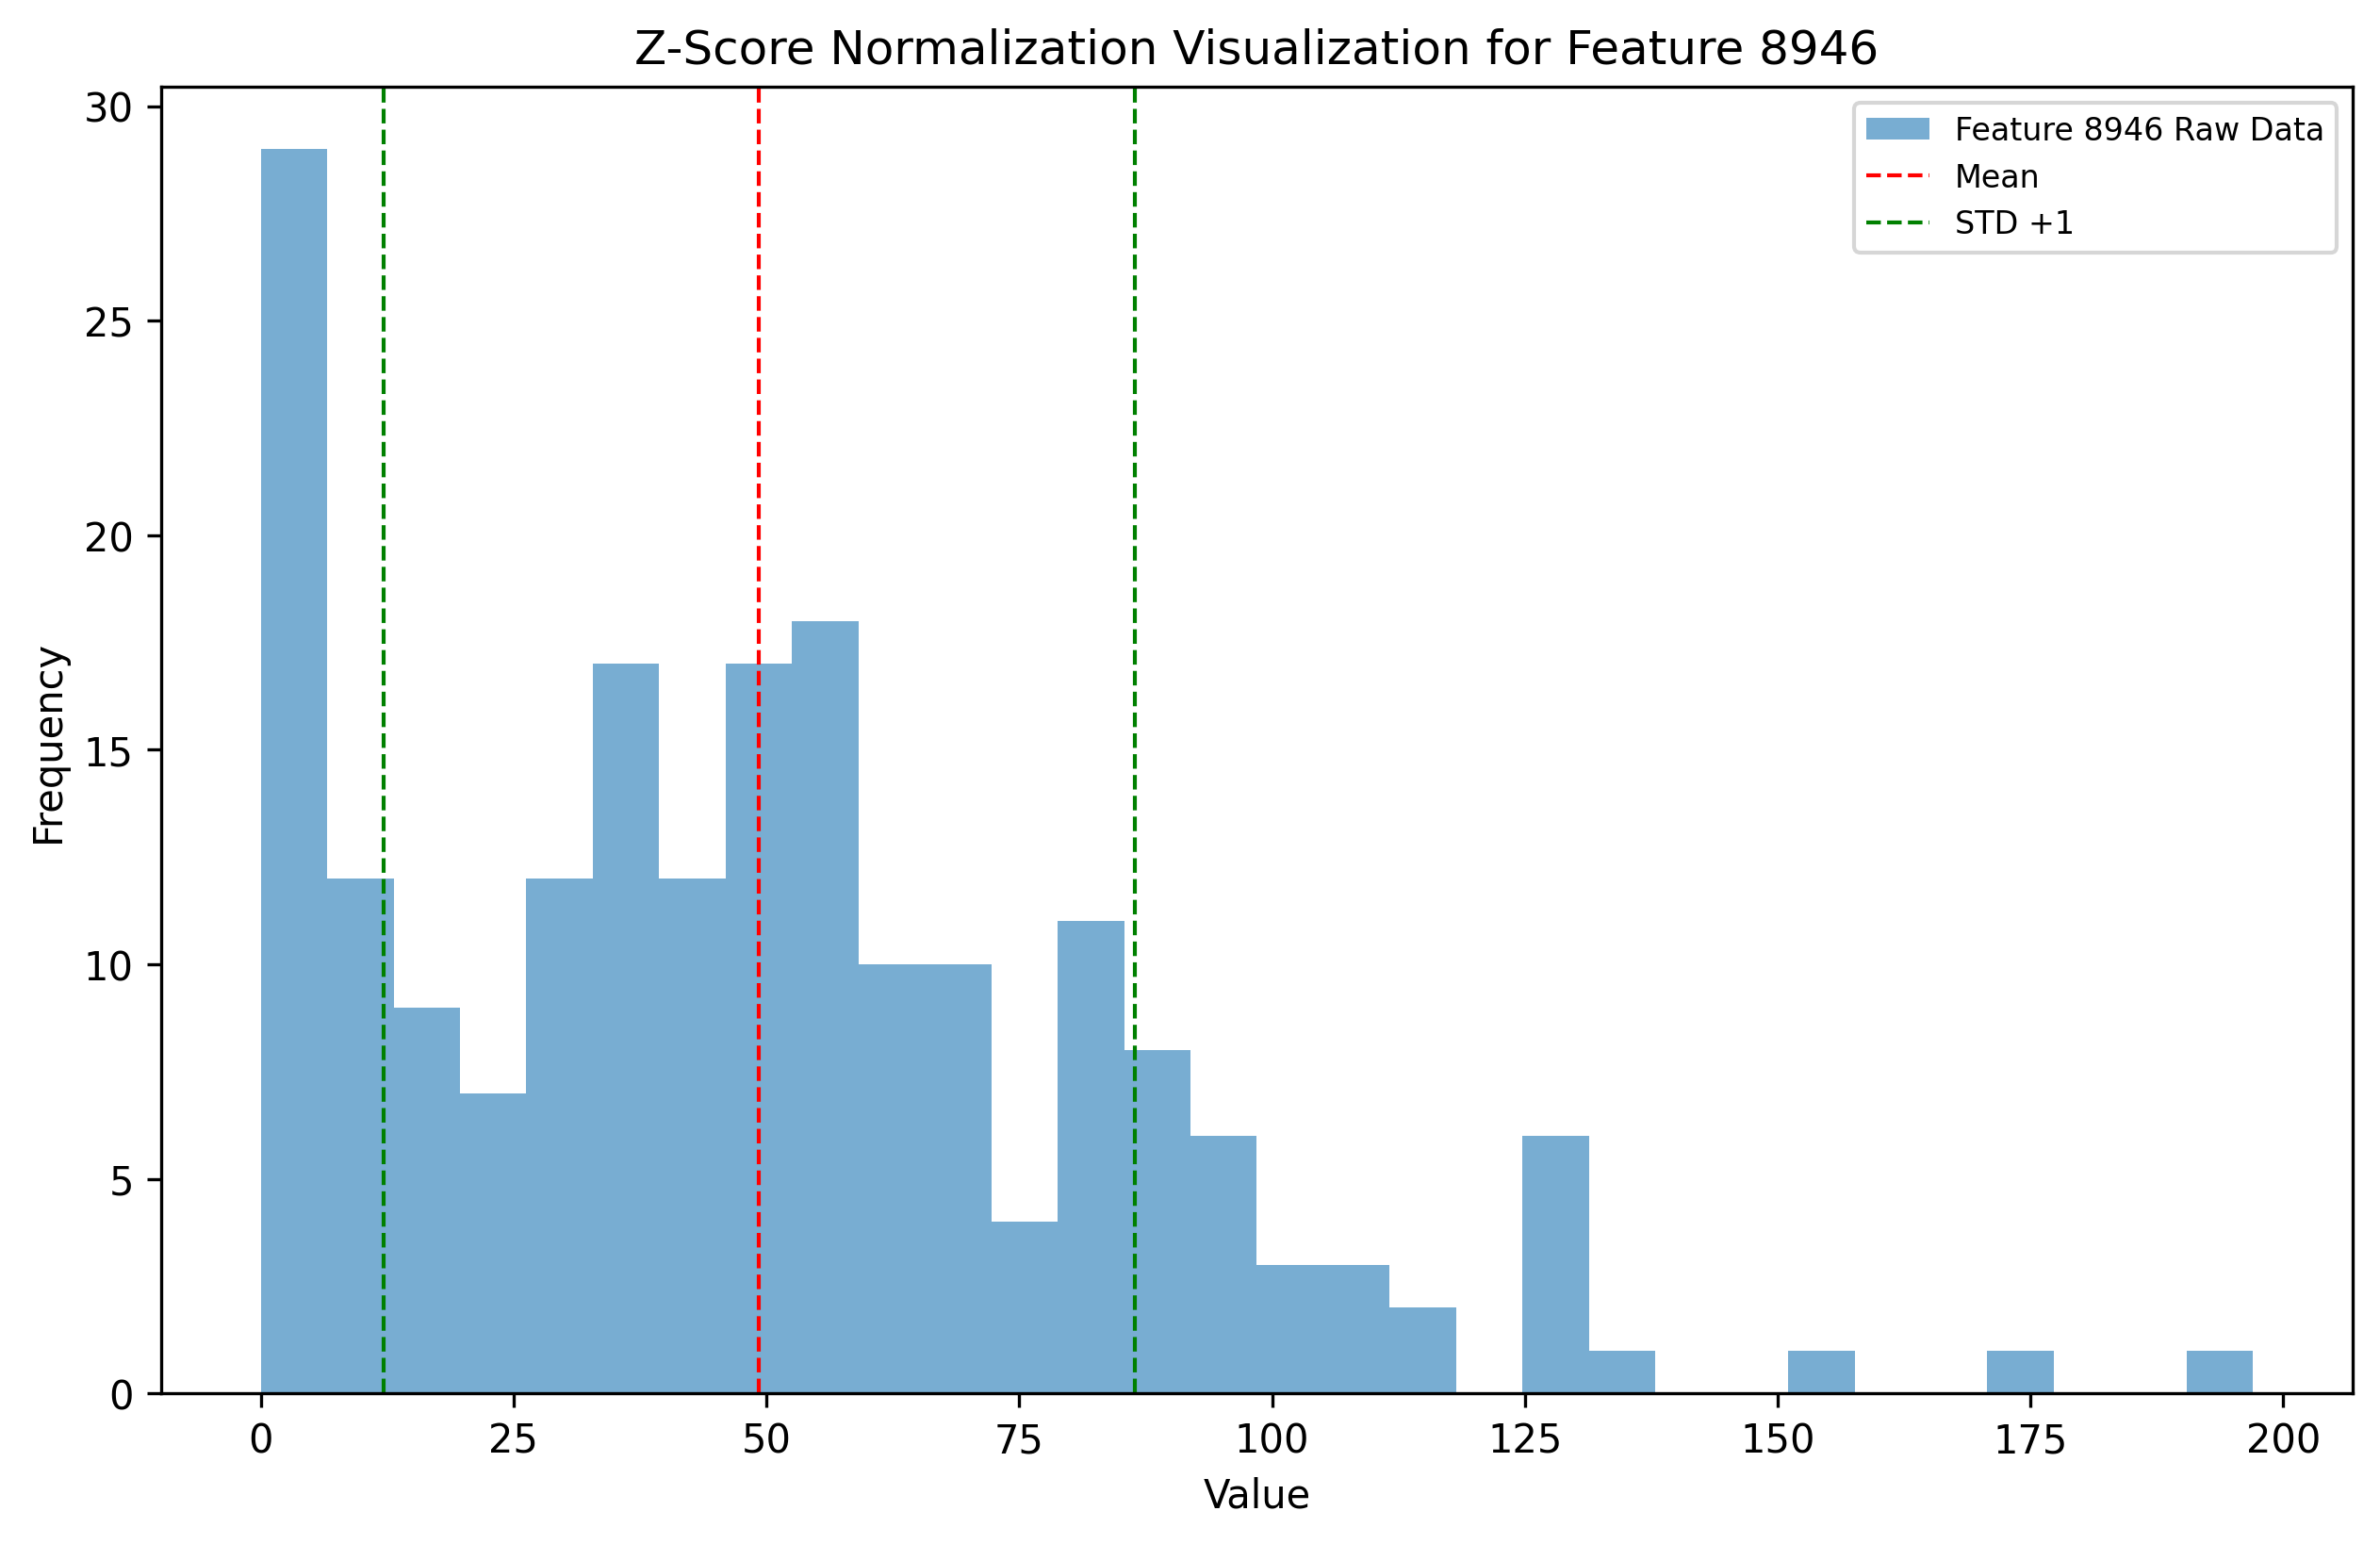 Z-Score Normalization Visualization for Feature 8946
Feature 8946 Raw Data
Mean
STD +1
30
25
20
15
10
5
0
Frequency
0 25 50 75 100 125 150 175 200
Value